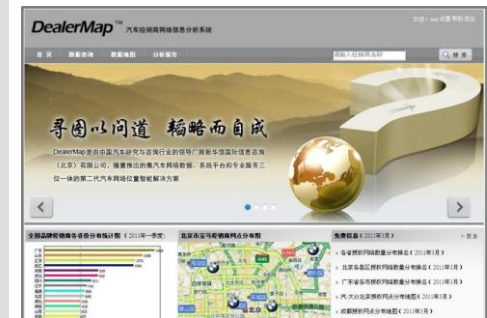 DealerMap™ 汽车经销商网络信息分析系统
首 页 数据查询 数据地图 分析报告
请输入经销商名称 搜 索
寻图以问道 韬略而自成
DealerMap是由中国汽车研究与咨询行业的领导厂商新华信国际信息咨询
（北京）有限公司，隆重推出的集汽车网络数据、系统平台和专业服务三
位一体的第二代汽车网络位置智能解决方案
全国品牌经销商各省份分布统计图（2011年一季度）
北京市宝马经销商网点分布图
免费信息（2011年3月）
更多
各省授权网络数量分布排名（2011年3月）
北京各县区授权网络数量分布排名（2011年3月）
广东省各市授权网络数量分布排名（2011年3月）
汽-大众北京授权网点分布地图（2011年3月）
成都授权网点分布地图（2011年3月）